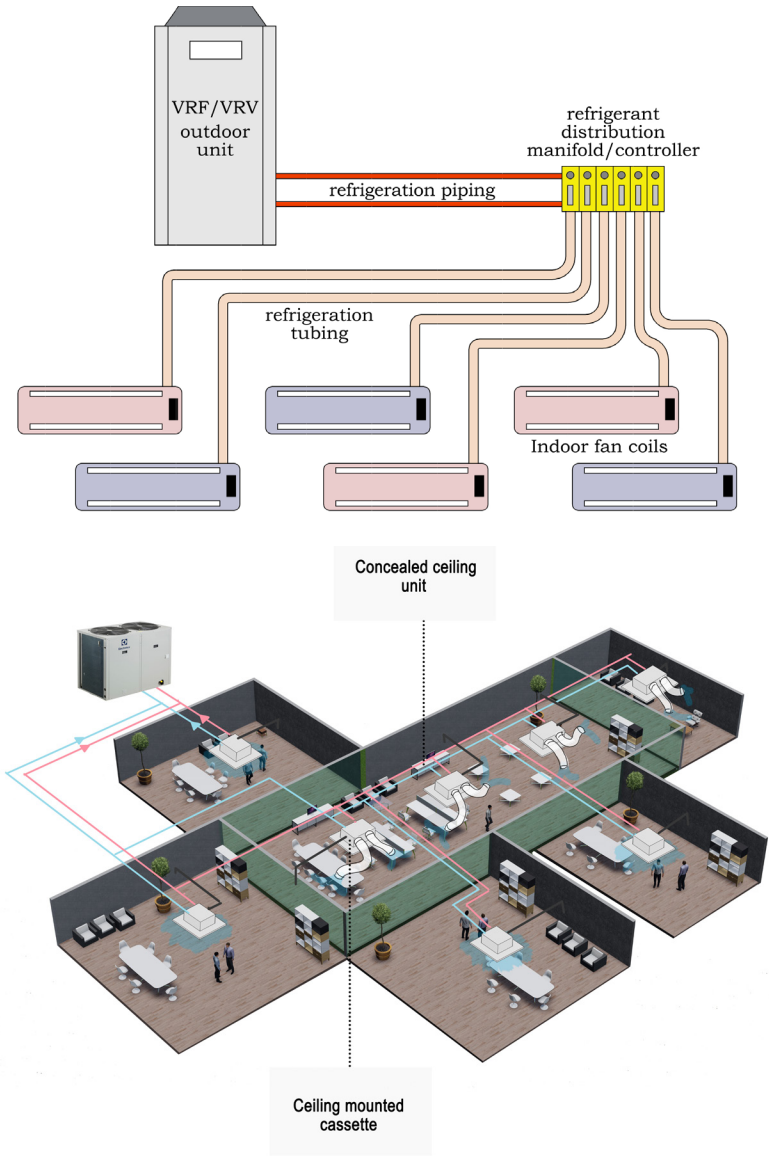 VRF/VRV
outdoor
unit
refrigerant
distribution
manifold/controller
refrigeration piping
refrigeration
tubing
Indoor fan coils
Concealed ceiling
unit
Ceiling mounted
cassette